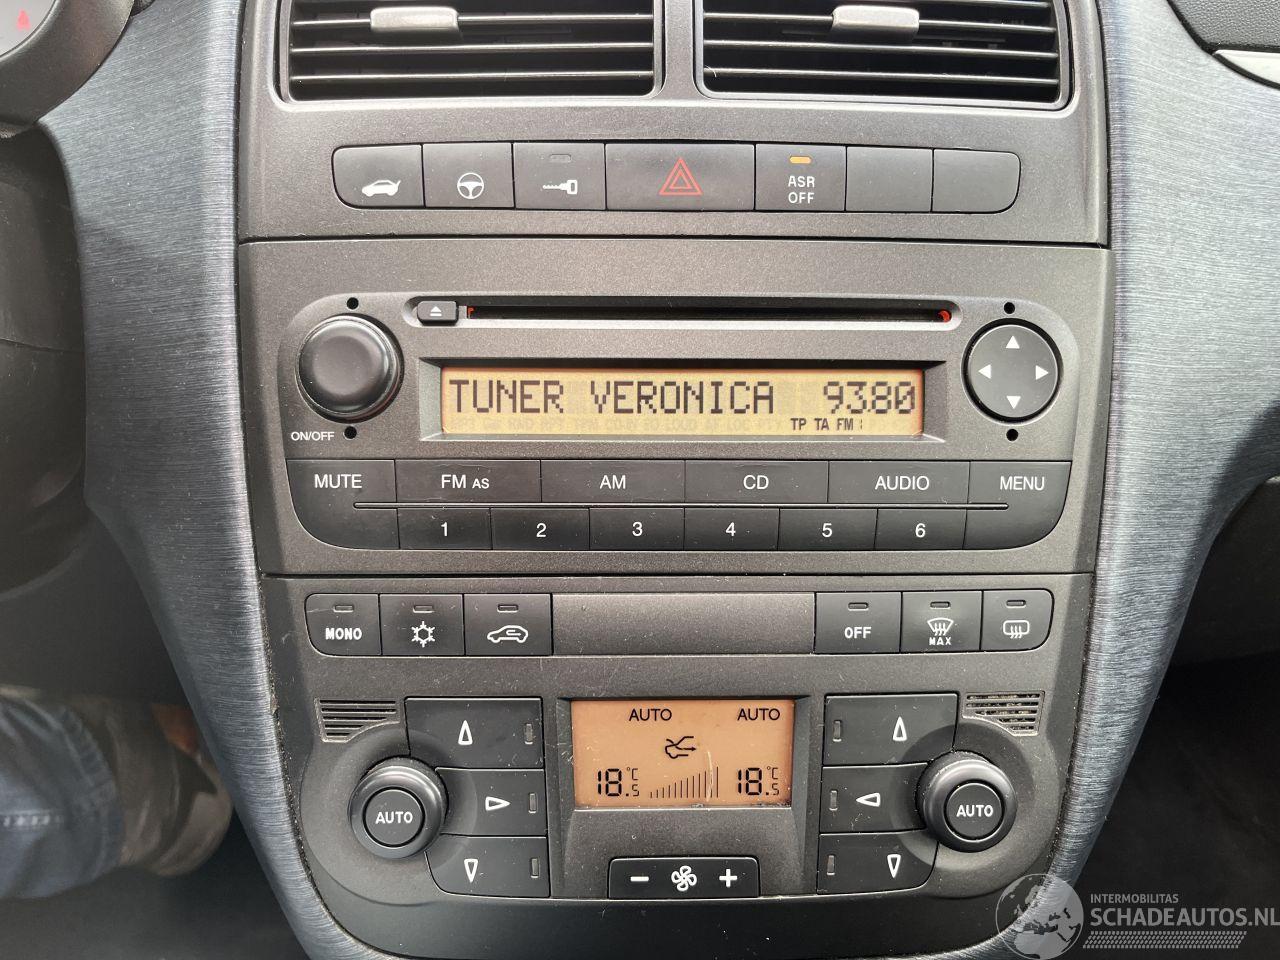 ASR
OFF
TUNER VERONICA 9380
TP TA FM
ON/OFF
MUTE FM AS AM CD AUDIO MENU
1 2 3 4 5 6
MONO OFF MAX
AUTO AUTO
18.5°C 18.5°C
AUTO AUTO
- +
INTERMOBILITAS
SCHADEAUTOS.NL